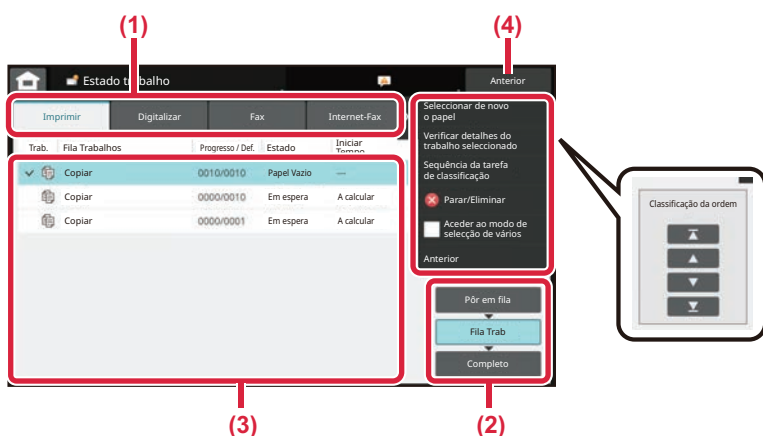 (1)
(4)
Estado trabalho
Anterior
Imprimir
Digitalizar
Fax
Internet-Fax
Trab.
Fila Trabalhos
Progresso / Def.
Estado
Iniciar
Tempo
Copiar
0010/0010
Papel Vazio
---
Copiar
0000/0010
Em espera
A calcular
Copiar
0000/0001
Em espera
A calcular
Seleccionar de novo
o papel
Verificar detalhes do
trabalho seleccionado
Sequência da tarefa
de classificação
Parar/Eliminar
Aceder ao modo de
selecção de vários
Anterior
Pôr em fila
Fila Trab
Completo
Classificação da ordem
(3)
(2)